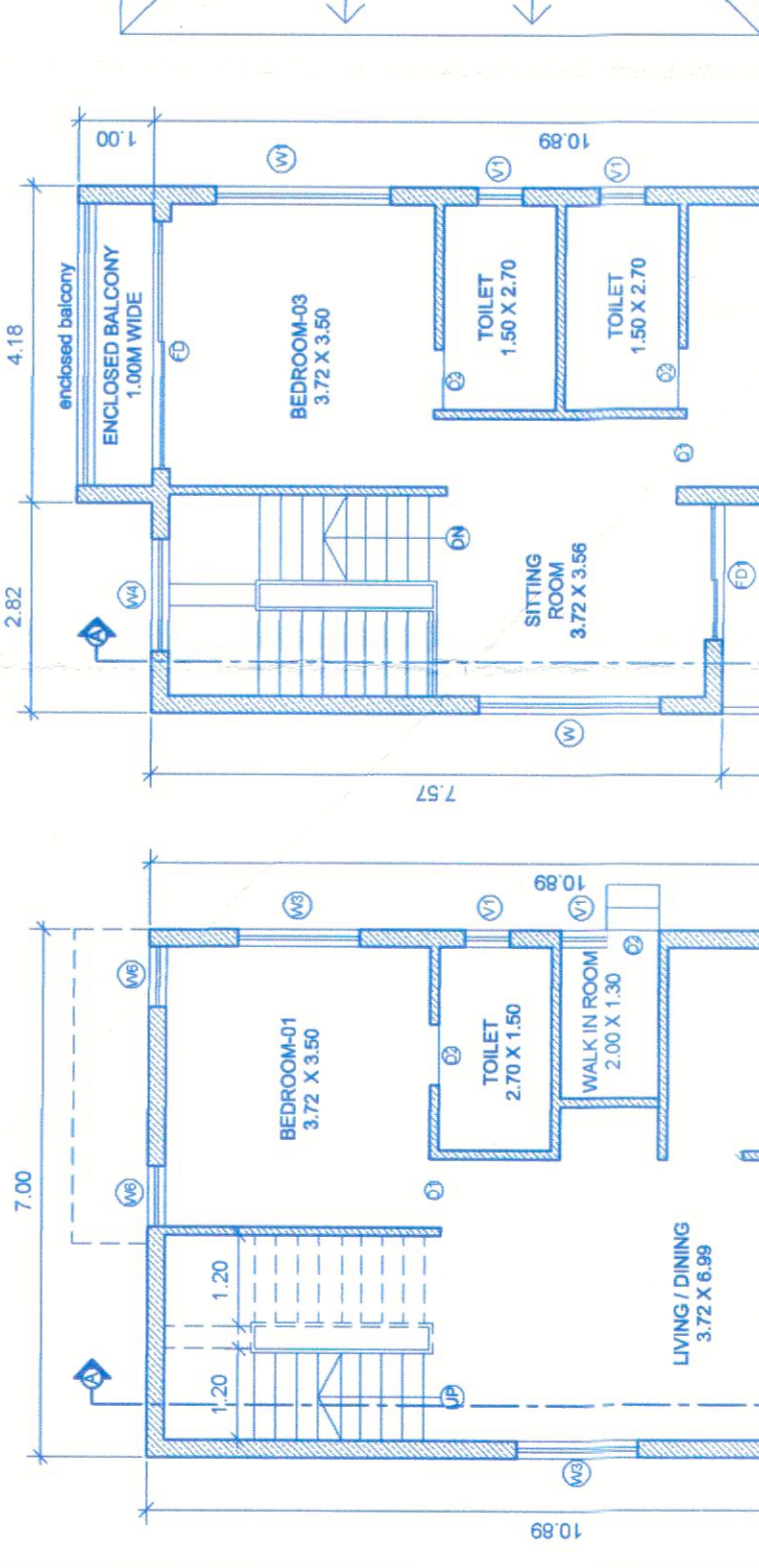 1.00
10.89
4.18
2.82
enclosed balcony
ENCLOSED BALCONY
1.00M WIDE
W1
V1
V1
FD
BEDROOM-03
3.72 X 3.50
TOILET
1.50 X 2.70
TOILET
1.50 X 2.70
D2
D2
D1
W4
A
DN
SITTING
ROOM
3.72 X 3.56
FD1
W
7.57
10.89
7.00
W6
W6
W3
V1
V1
BEDROOM-01
3.72 X 3.50
TOILET
2.70 X 1.50
WALK IN ROOM
2.00 X 1.30
D2
D2
D1
1.20
1.20
A
UP
LIVING / DINING
3.72 X 6.99
W3
10.89